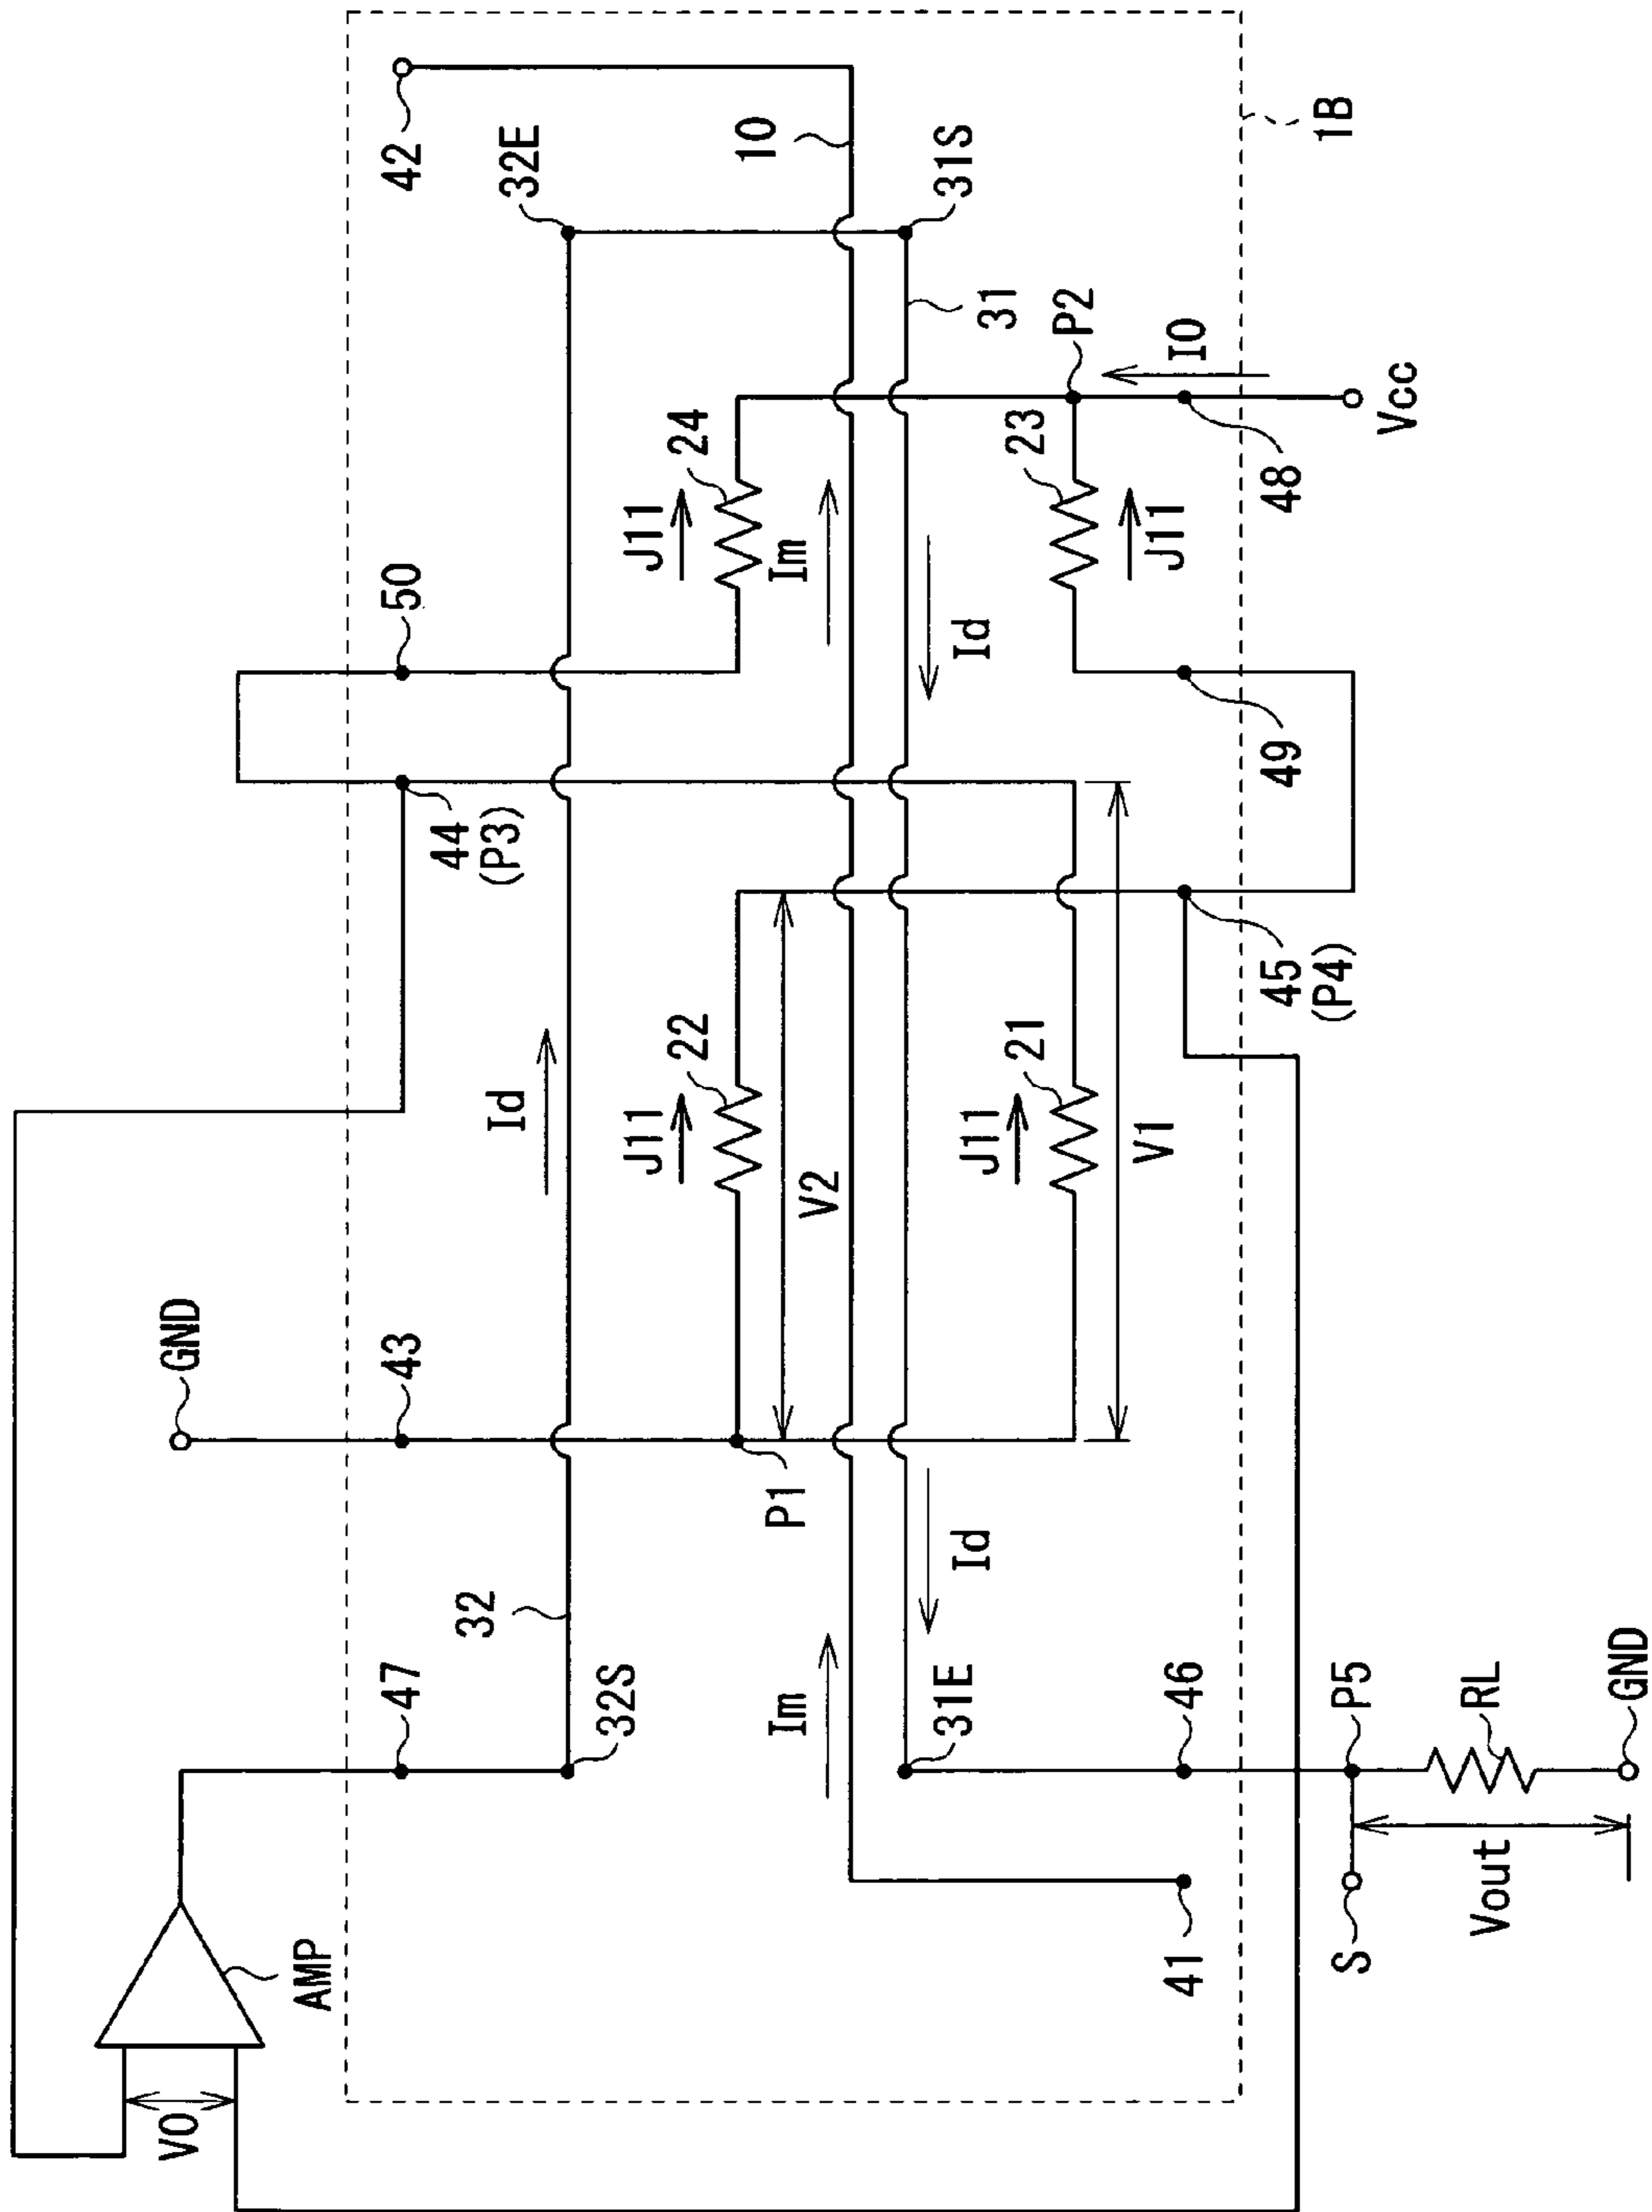 42
10
32E
31S
1B
31
P2
I0
Vcc
24
J11
Im
23
J11
48
50
Id
49
44
(P3)
45
(P4)
22
J11
21
J11
V1
V2
Id
GND
43
P1
Id
32
47
32S
Im
31E
46
P5
RL
GND
Vout
S
41
AMP
V0